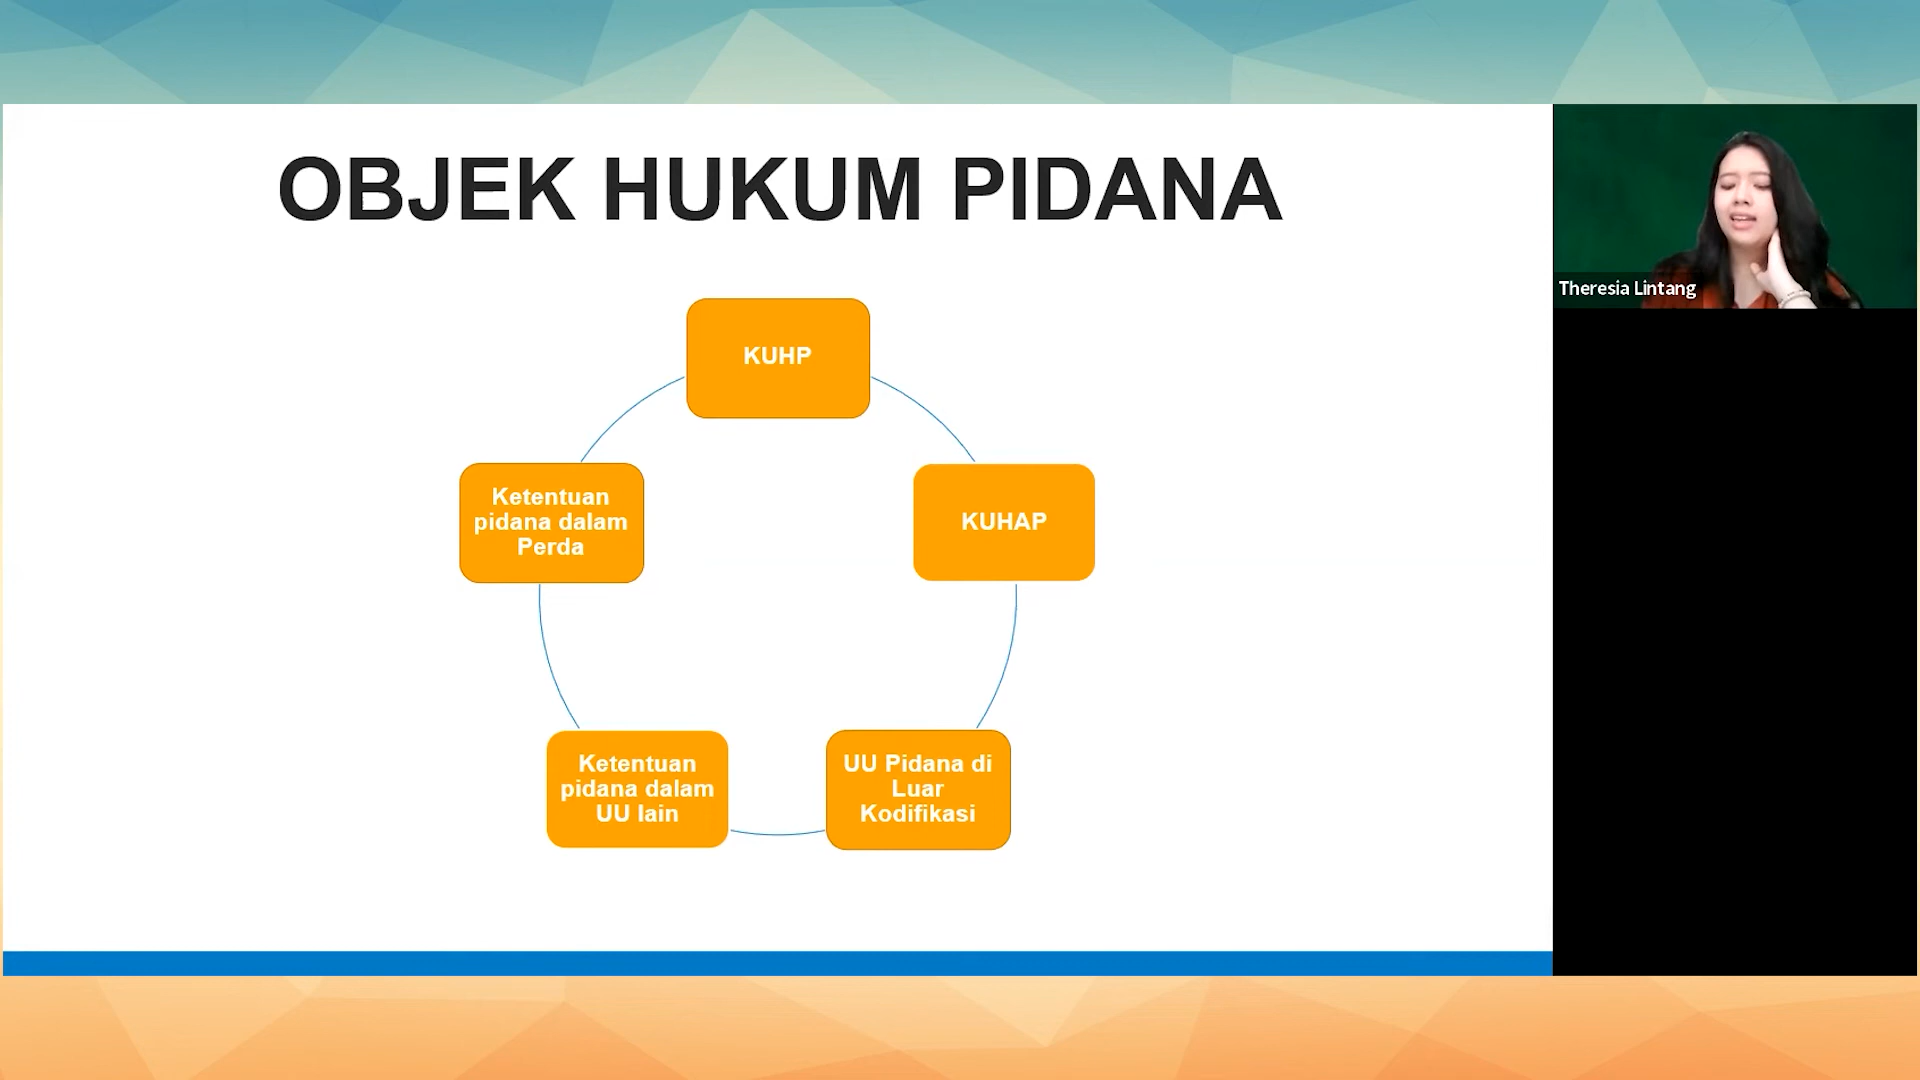 OBJEK HUKUM PIDANA
Theresia Lintang
KUHP
KUHAP
UU Pidana di
Luar
Kodifikasi
Ketentuan
pidana dalam
UU lain
Ketentuan
pidana dalam
Perda